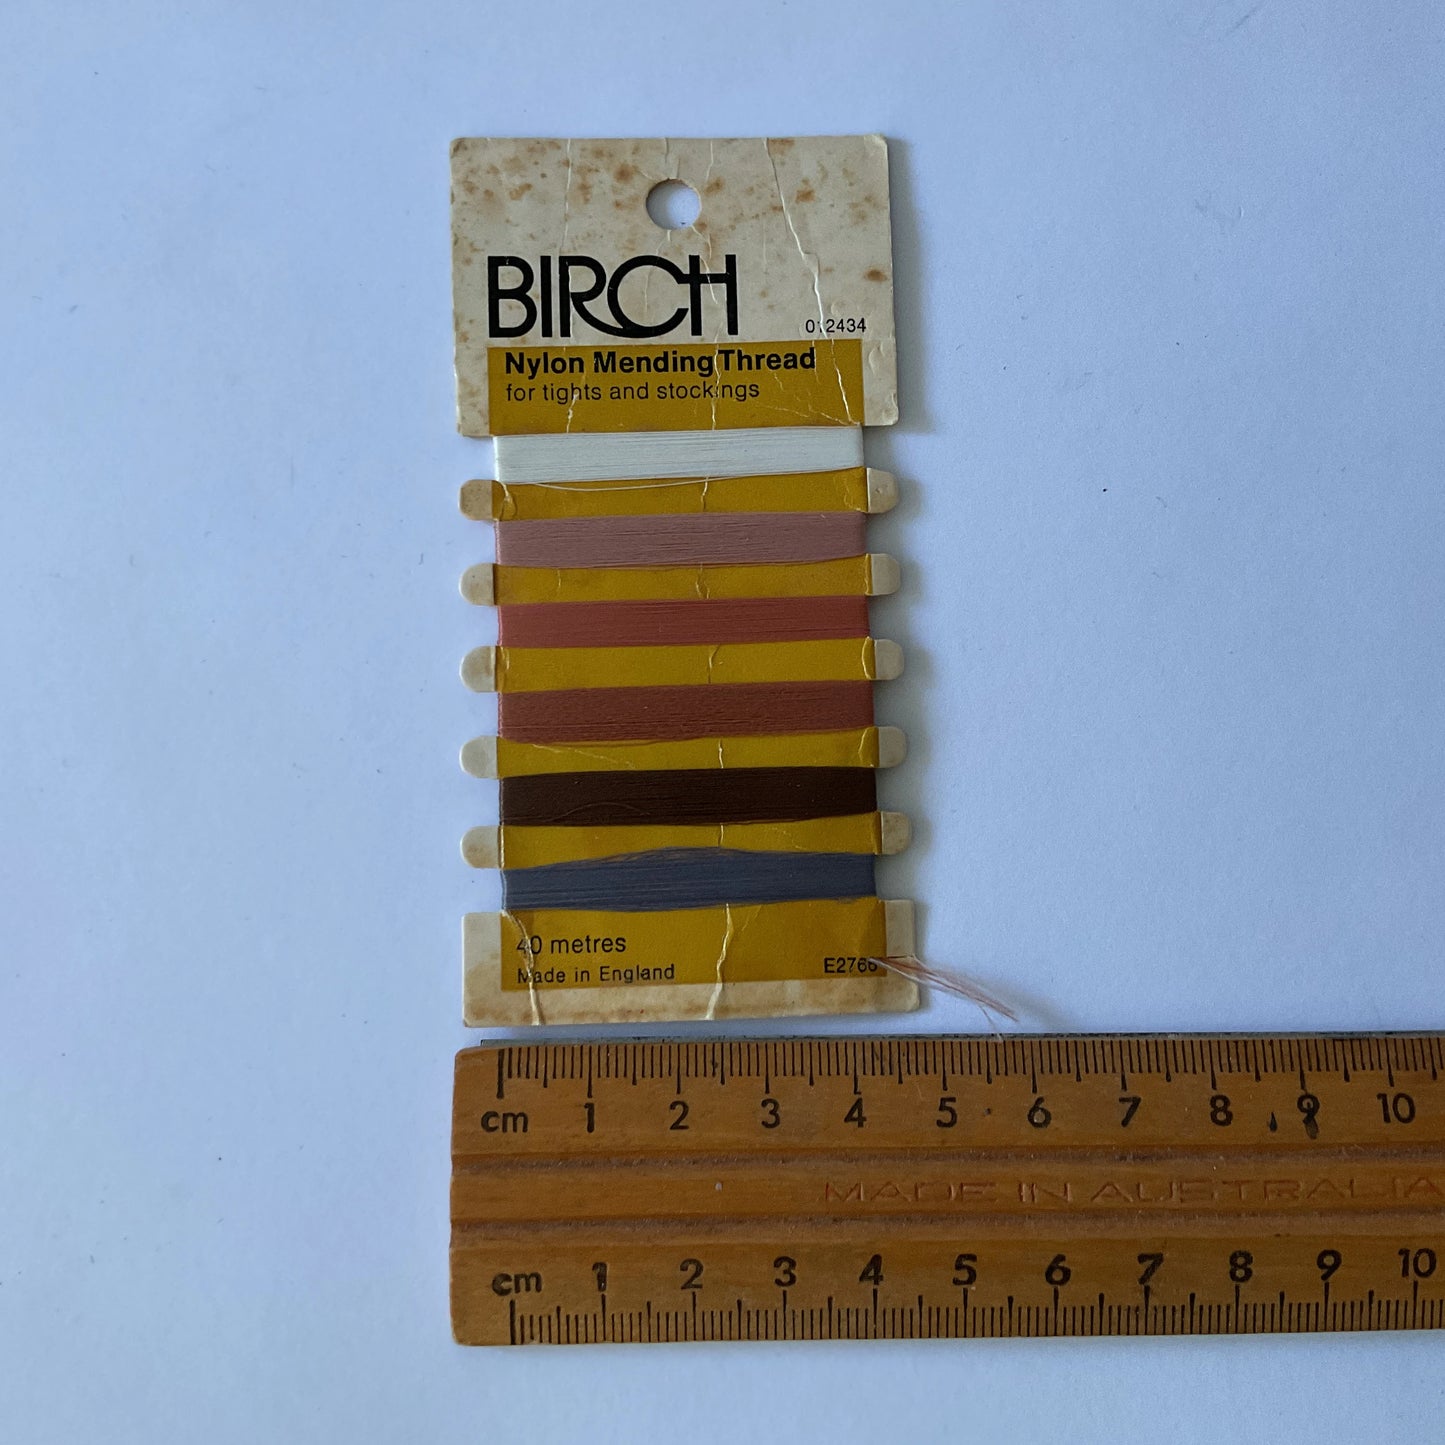 BIRCH
012434
Nylon Mending Thread
for tights and stockings
40 metres
Made in England
E2766
cm 1 2 3 4 5 6 7 8 9 10
MADE IN AUSTRALIA
cm 1 2 3 4 5 6 7 8 9 10